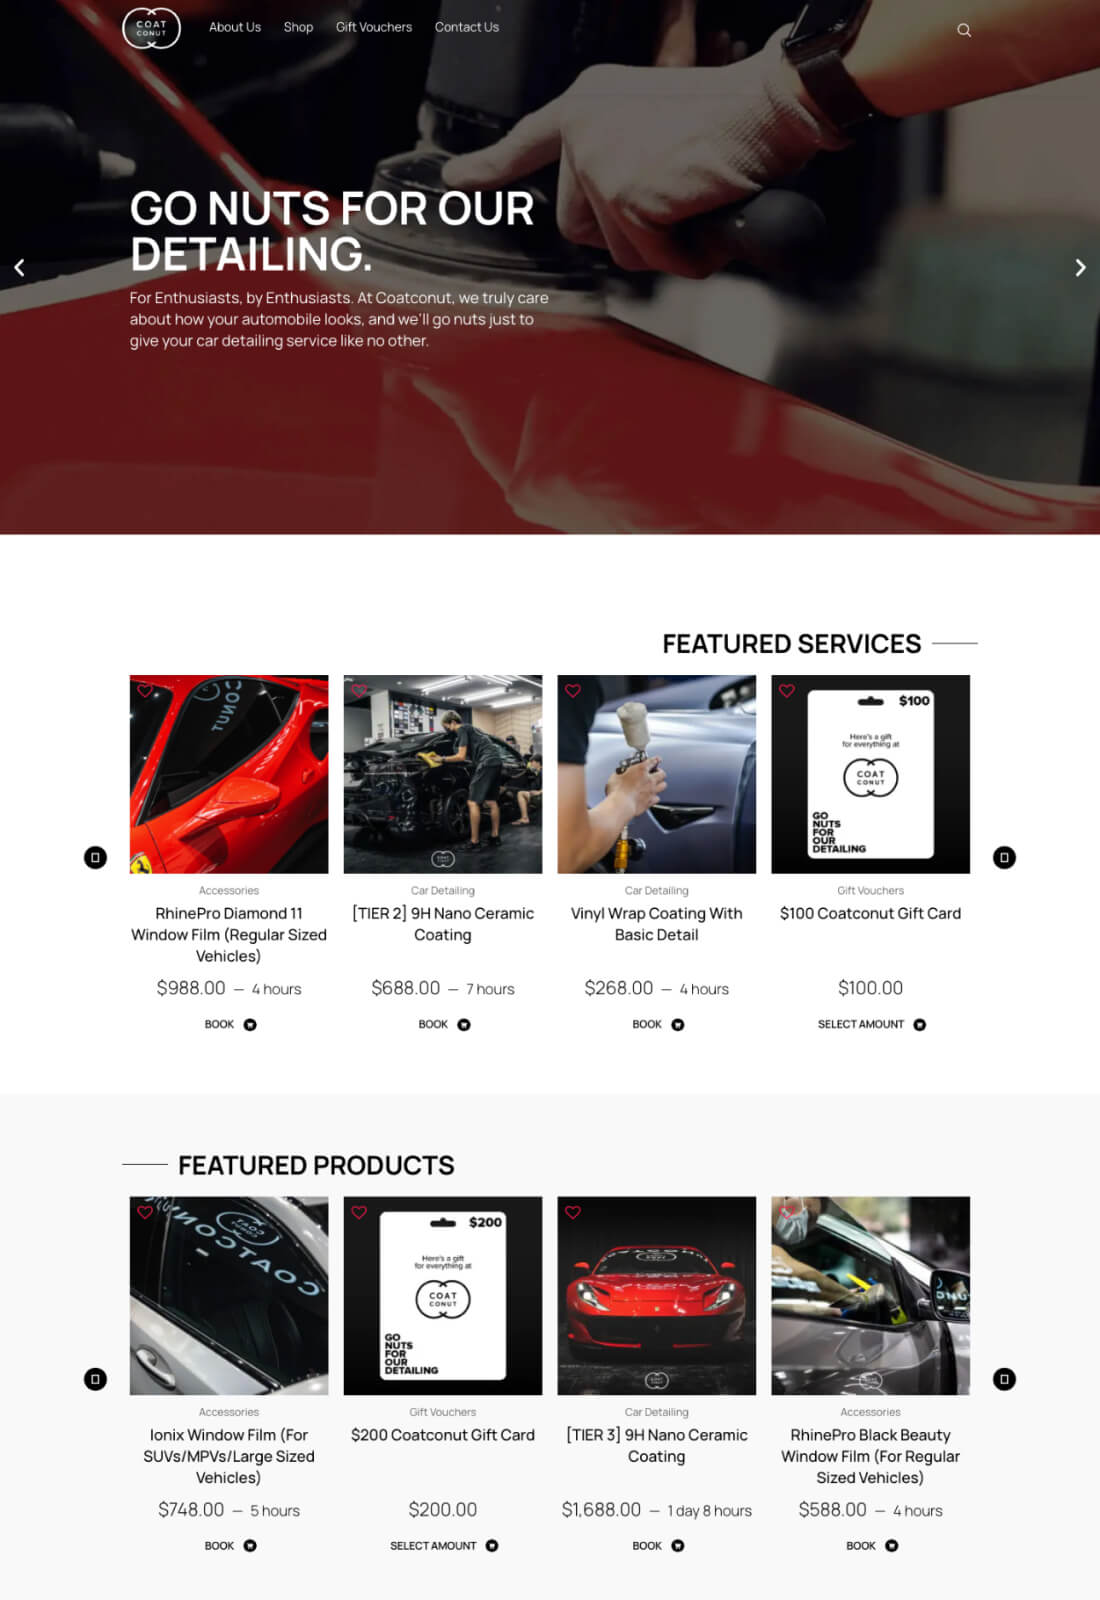 COAT
CONUT
About Us
Shop
Gift Vouchers
Contact Us
GO NUTS FOR OUR
DETAILING.
For Enthusiasts, by Enthusiasts. At Coatconut, we truly care
about how your automobile looks, and we'll go nuts just to
give your car detailing service like no other.
FEATURED SERVICES
CONUT
COAT
CONUT
$100
Here's a gift
for everything at
COAT
CONUT
GO
NUTS
FOR
OUR
DETAILING
Accessories
RhinePro Diamond 11
Window Film (Regular Sized
Vehicles)
$988.00 — 4 hours
BOOK
Car Detailing
[TIER 2] 9H Nano Ceramic
Coating
$688.00 — 7 hours
BOOK
Car Detailing
Vinyl Wrap Coating With
Basic Detail
$268.00 — 4 hours
BOOK
Gift Vouchers
$100 Coatconut Gift Card
$100.00
SELECT AMOUNT
FEATURED PRODUCTS
COAT
CONUT
COATCONU
$200
Here's a gift
for everything at
COAT
CONUT
GO
NUTS
FOR
OUR
DETAILING
CONU
Accessories
Ionix Window Film (For
SUVs/MPVs/Large Sized
Vehicles)
$748.00 — 5 hours
BOOK
Gift Vouchers
$200 Coatconut Gift Card
$200.00
SELECT AMOUNT
Car Detailing
[TIER 3] 9H Nano Ceramic
Coating
$1,688.00 — 1 day 8 hours
BOOK
Accessories
RhinePro Black Beauty
Window Film (For Regular
Sized Vehicles)
$588.00 — 4 hours
BOOK